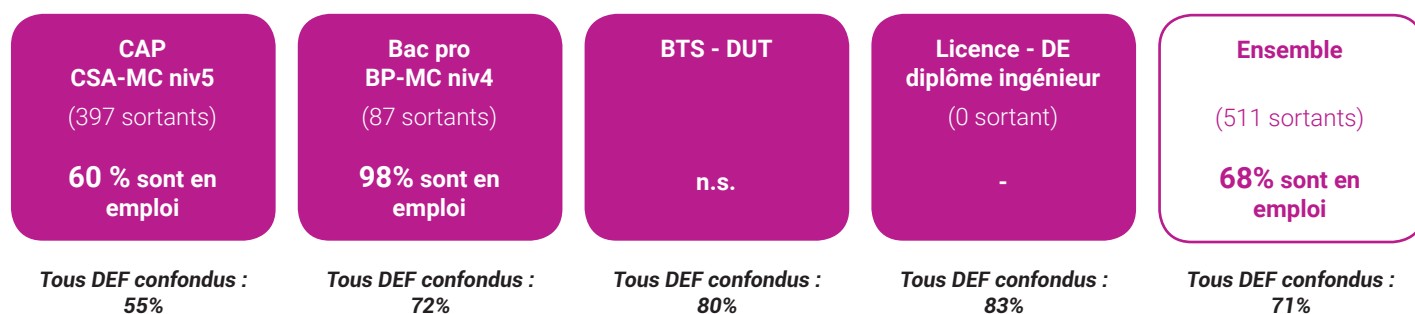 CAP
CSA-MC niv5
(397 sortants)
60 % sont en
emploi
Tous DEF confondus :
55%
Bac pro
BP-MC niv4
(87 sortants)
98% sont en
emploi
Tous DEF confondus :
72%
BTS - DUT
n.s.
Tous DEF confondus :
80%
Licence - DE
diplôme ingénieur
(0 sortant)
-
Tous DEF confondus :
83%
Ensemble
(511 sortants)
68% sont en
emploi
Tous DEF confondus :
71%